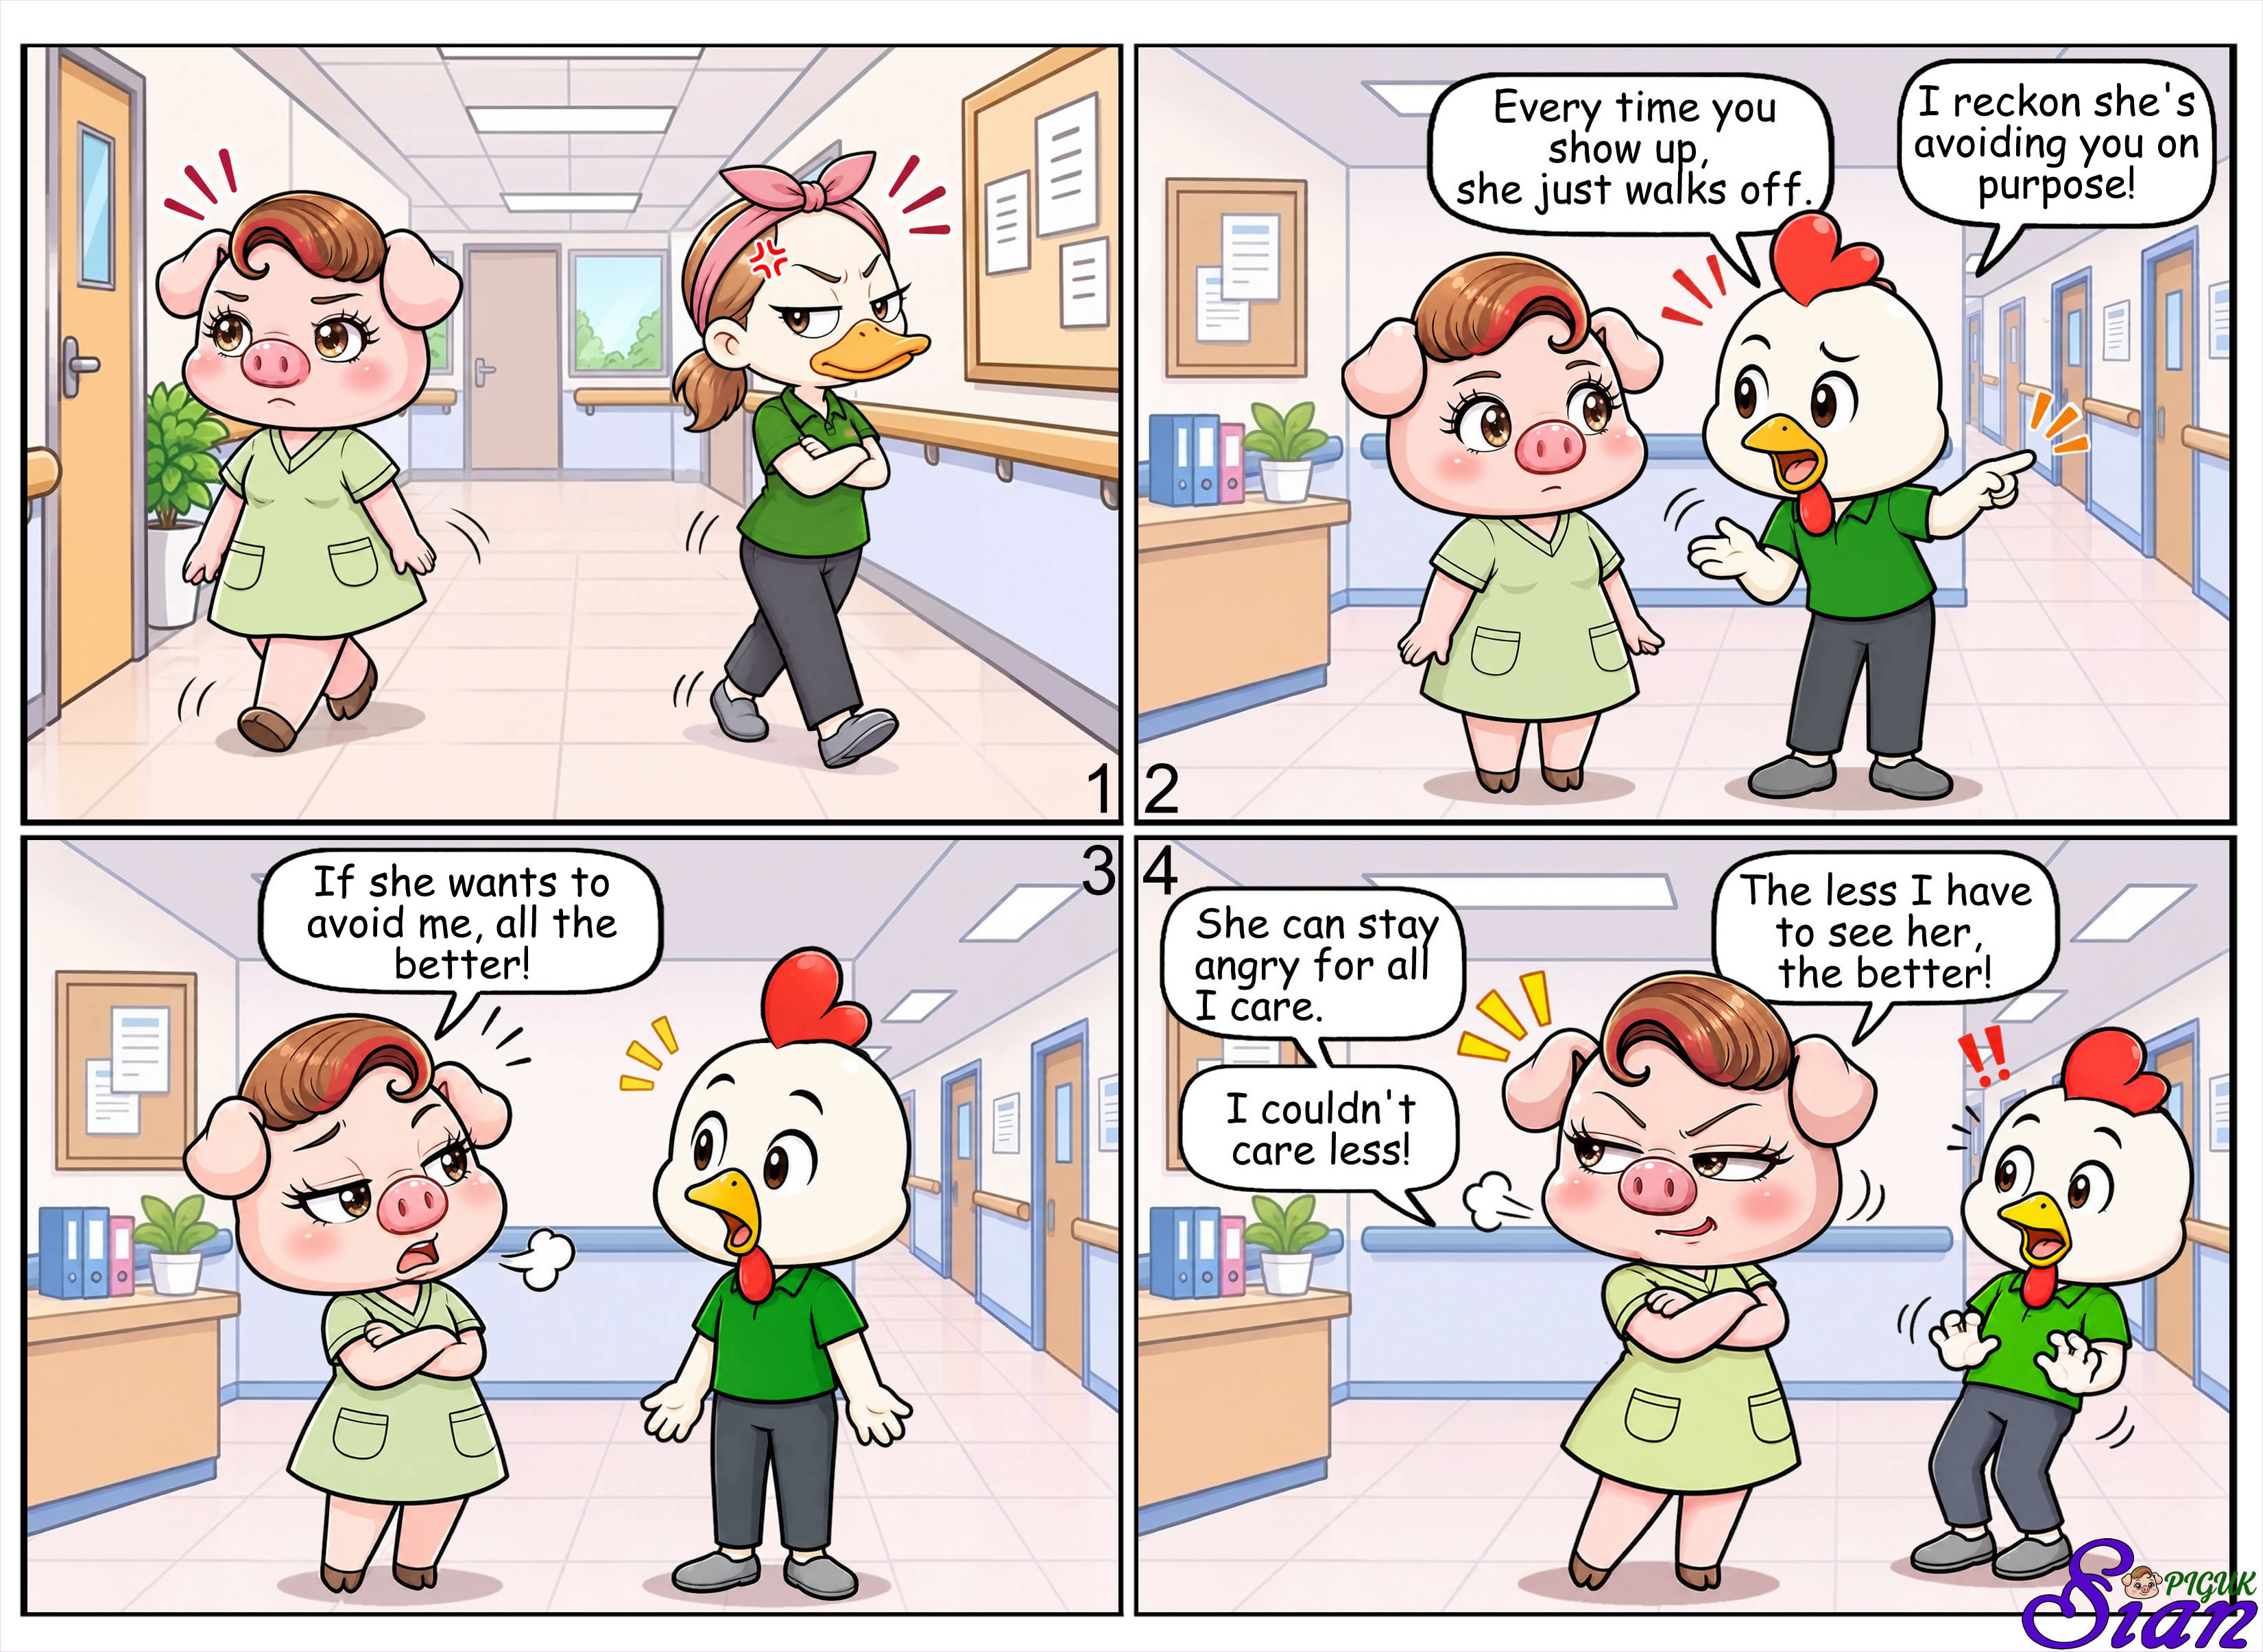 1
2
Every time you
show up,
she just walks off.
I reckon she's
avoiding you on
purpose!
3
If she wants to
avoid me, all the
better!
4
She can stay
angry for all
I care.
I couldn't
care less!
The less I have
to see her,
the better!
PIGUK
Sian